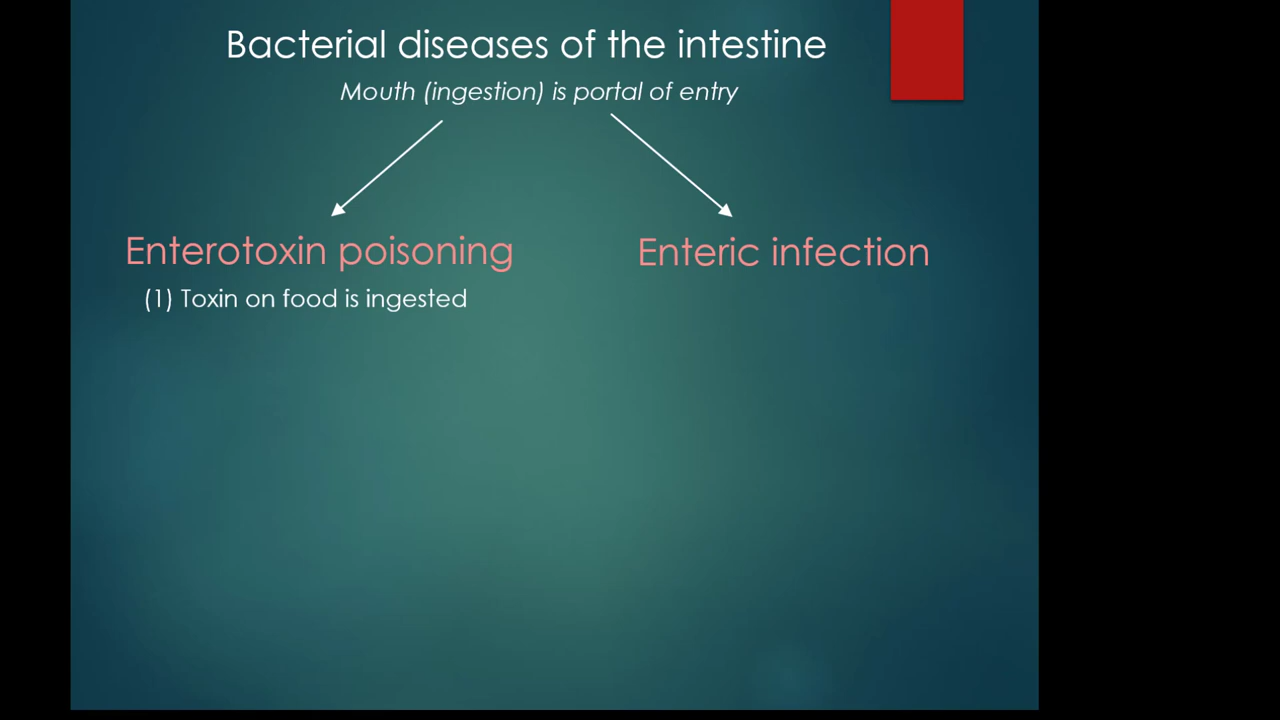 Bacterial diseases of the intestine
Mouth (ingestion) is portal of entry
Enterotoxin poisoning
Enteric infection
(1) Toxin on food is ingested